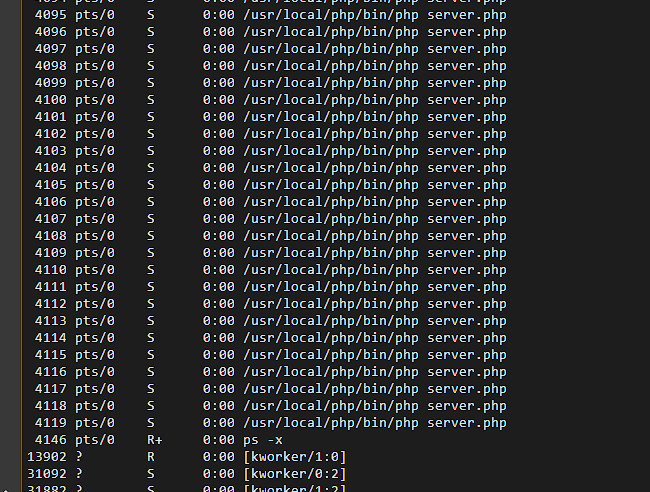 4094 pts/0 S 0:00 /usr/local/php/bin/php server.php
4095 pts/0 S 0:00 /usr/local/php/bin/php server.php
4096 pts/0 S 0:00 /usr/local/php/bin/php server.php
4097 pts/0 S 0:00 /usr/local/php/bin/php server.php
4098 pts/0 S 0:00 /usr/local/php/bin/php server.php
4099 pts/0 S 0:00 /usr/local/php/bin/php server.php
4100 pts/0 S 0:00 /usr/local/php/bin/php server.php
4101 pts/0 S 0:00 /usr/local/php/bin/php server.php
4102 pts/0 S 0:00 /usr/local/php/bin/php server.php
4103 pts/0 S 0:00 /usr/local/php/bin/php server.php
4104 pts/0 S 0:00 /usr/local/php/bin/php server.php
4105 pts/0 S 0:00 /usr/local/php/bin/php server.php
4106 pts/0 S 0:00 /usr/local/php/bin/php server.php
4107 pts/0 S 0:00 /usr/local/php/bin/php server.php
4108 pts/0 S 0:00 /usr/local/php/bin/php server.php
4109 pts/0 S 0:00 /usr/local/php/bin/php server.php
4110 pts/0 S 0:00 /usr/local/php/bin/php server.php
4111 pts/0 S 0:00 /usr/local/php/bin/php server.php
4112 pts/0 S 0:00 /usr/local/php/bin/php server.php
4113 pts/0 S 0:00 /usr/local/php/bin/php server.php
4114 pts/0 S 0:00 /usr/local/php/bin/php server.php
4115 pts/0 S 0:00 /usr/local/php/bin/php server.php
4116 pts/0 S 0:00 /usr/local/php/bin/php server.php
4117 pts/0 S 0:00 /usr/local/php/bin/php server.php
4118 pts/0 S 0:00 /usr/local/php/bin/php server.php
4119 pts/0 S 0:00 /usr/local/php/bin/php server.php
4146 pts/0 R+ 0:00 ps -x
13902 ? R 0:00 [kworker/1:0]
31092 ? S 0:00 [kworker/0:2]
31882 ? S 0:00 [kworker/1:2]